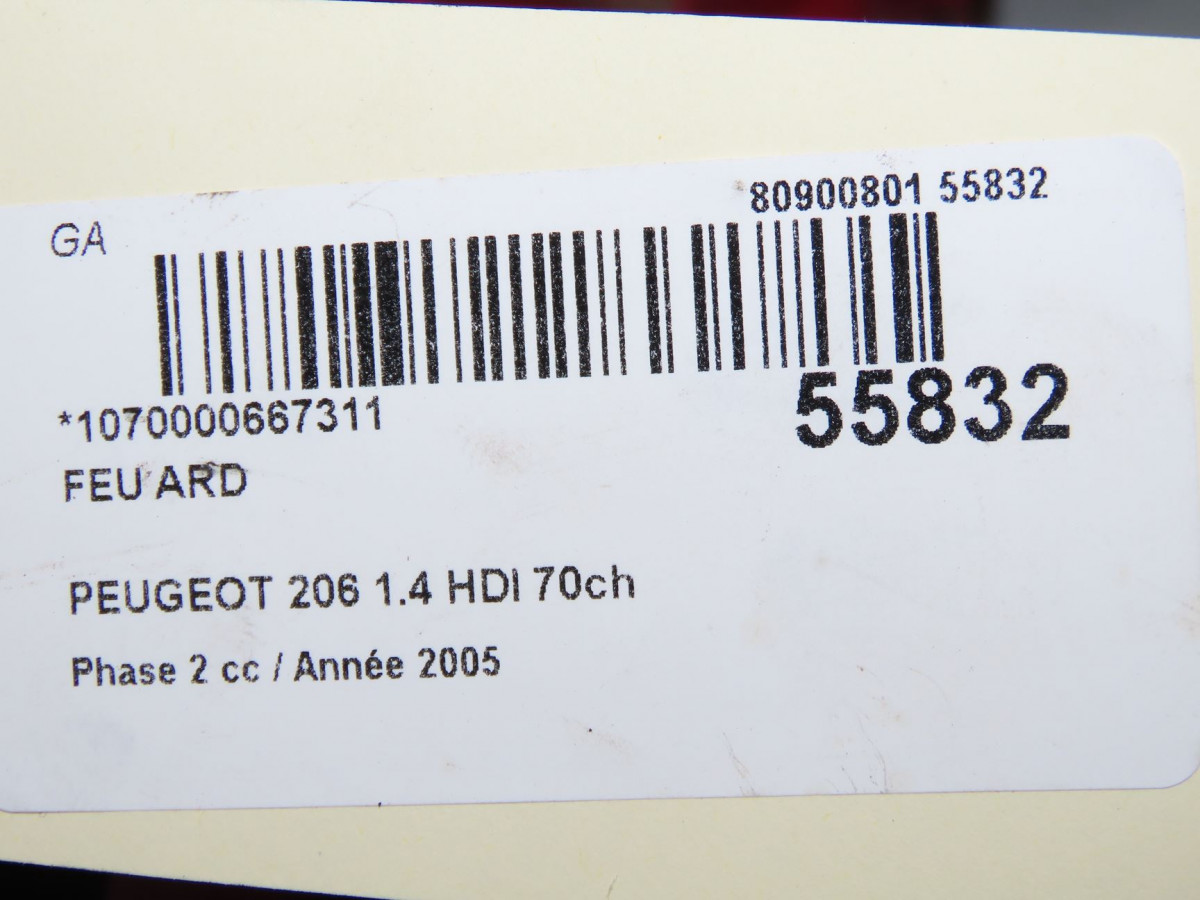 80900801 55832
GA
*1070000667311
55832
FEU ARD
PEUGEOT 206 1.4 HDI 70ch
Phase 2 cc / Année 2005